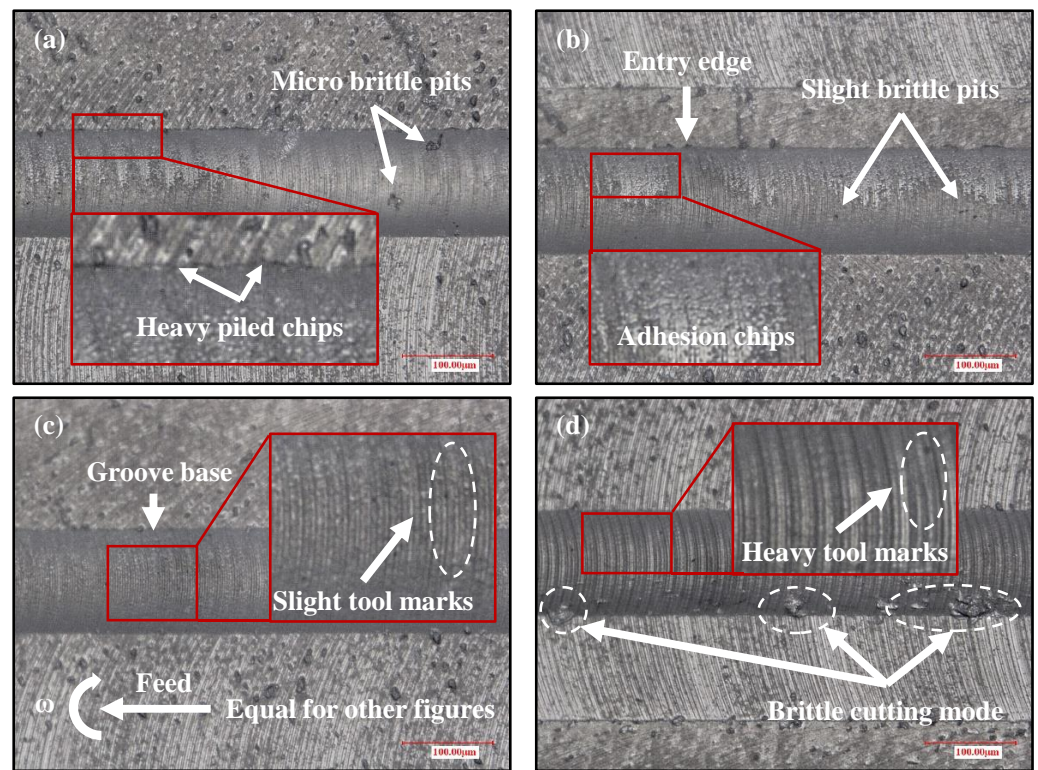 (a)
Micro brittle pits
Heavy piled chips
100.00μm
(b)
Entry edge
Slight brittle pits
Adhesion chips
100.00μm
(c)
Groove base
Slight tool marks
ω
Feed
Equal for other figures
100.00μm
(d)
Heavy tool marks
Brittle cutting mode
100.00μm